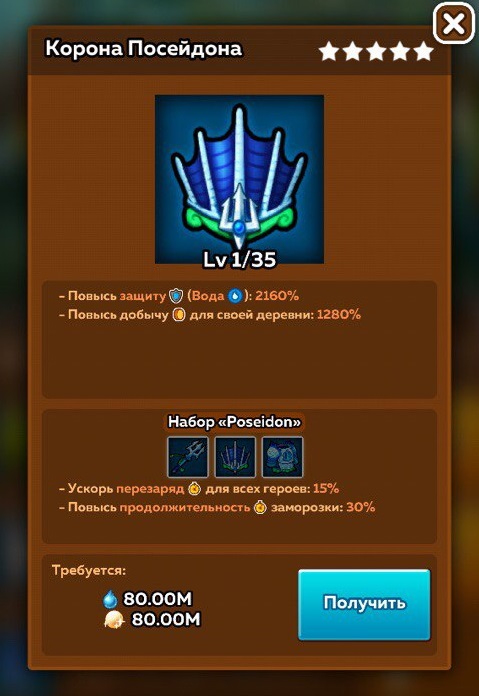 Корона Посейдона
Lv 1/35
- Повысь защиту (Вода): 2160%
- Повысь добычу для своей деревни: 1280%
Набор «Poseidon»
- Ускорь перезаряд для всех героев: 15%
- Повысь продолжительность заморозки: 30%
Требуется:
80.00M
80.00M
Получить